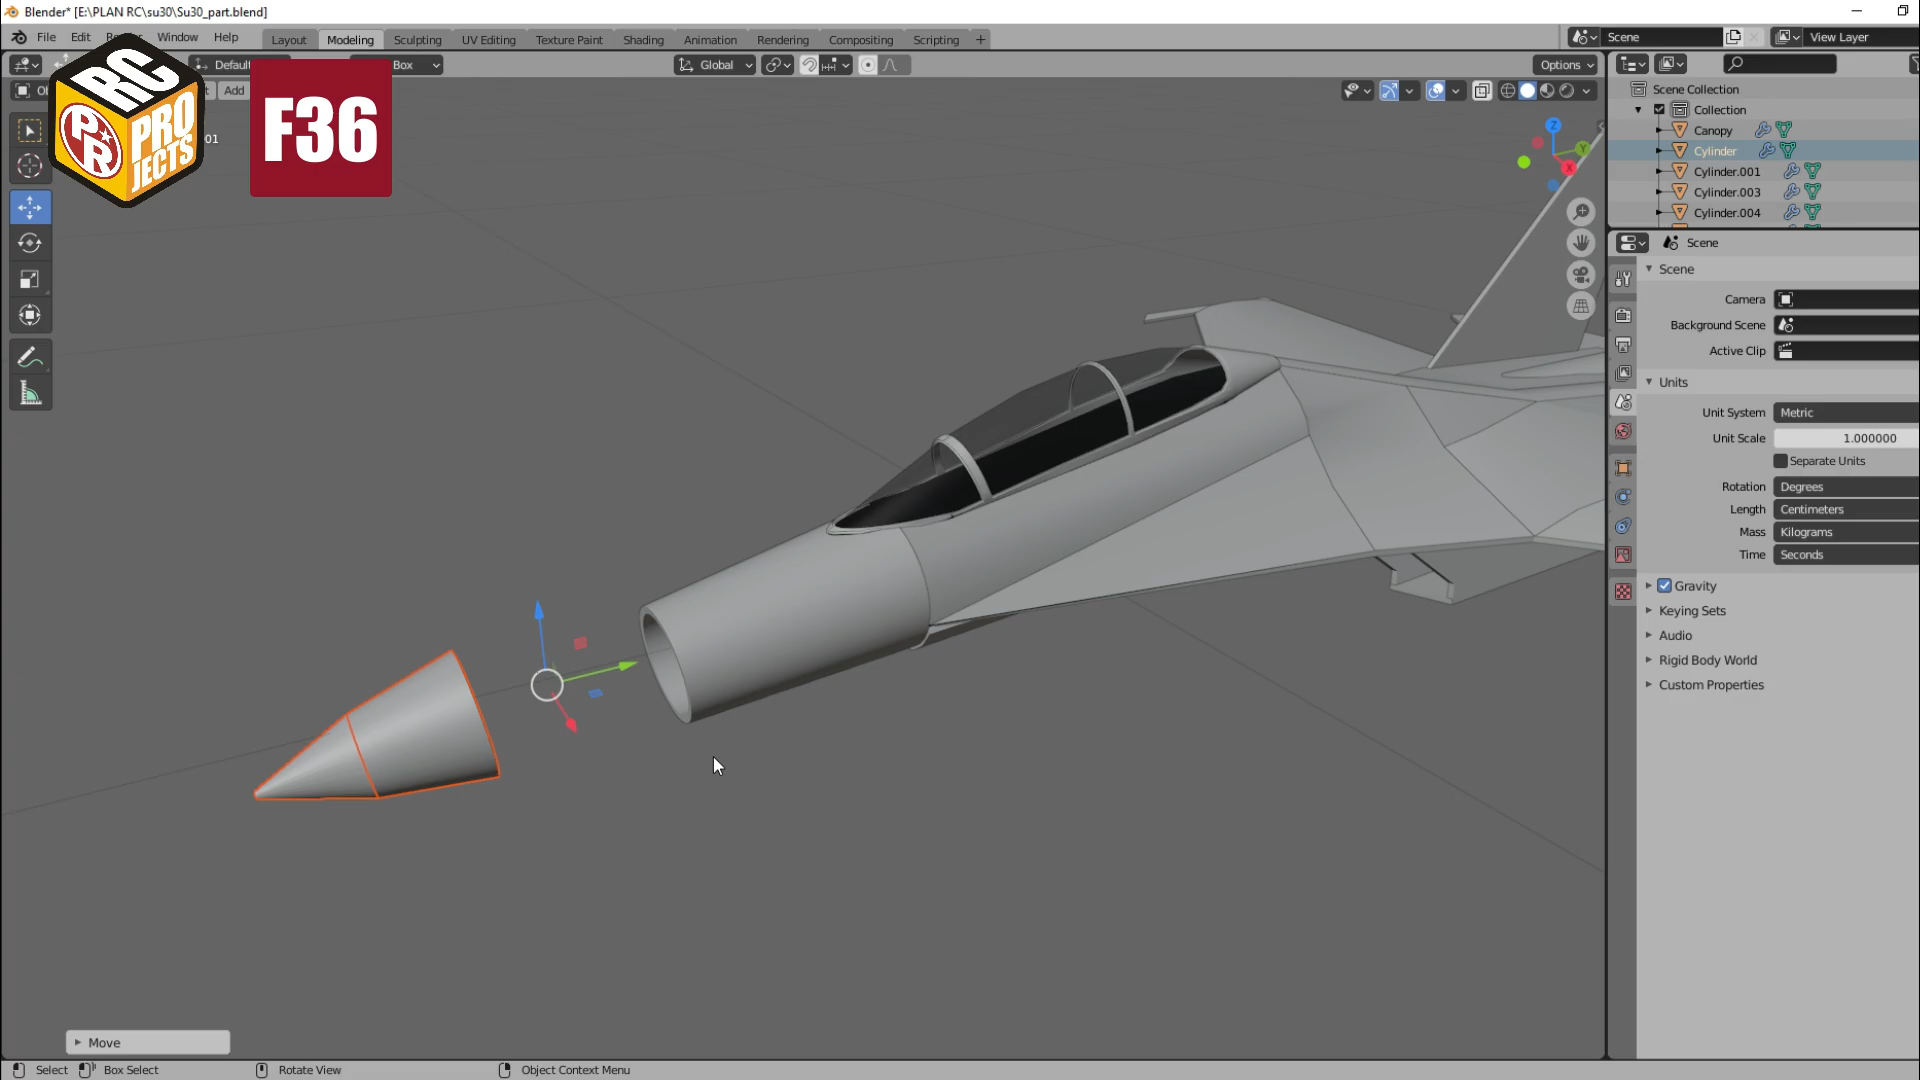 Blender* [E:\PLAN RC\su30\Su30_part.blend]
File Edit Window Help
Layout Modeling Sculpting UV Editing Texture Paint Shading Animation Rendering Compositing Scripting +
Scene
View Layer
Default
Box
Global
Options
Add
RC
PROJECTS
PR
F36
01
Z
Y
X
Scene Collection
Collection
Canopy
Cylinder
Cylinder.001
Cylinder.003
Cylinder.004
Scene
Scene
Camera
Background Scene
Active Clip
Units
Unit System Metric
Unit Scale 1.000000
Separate Units
Rotation Degrees
Length Centimeters
Mass Kilograms
Time Seconds
Gravity
Keying Sets
Audio
Rigid Body World
Custom Properties
Move
Select Box Select Rotate View Object Context Menu